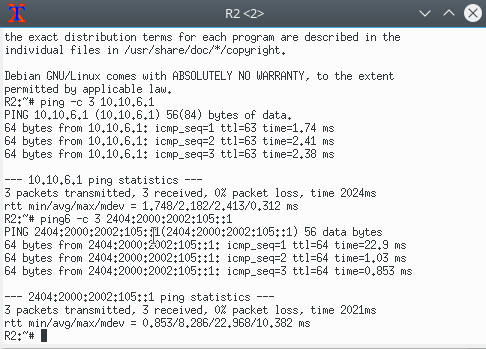 R2 <2>
the exact distribution terms for each program are described in the
individual files in /usr/share/doc/*/copyright.
Debian GNU/Linux comes with ABSOLUTELY NO WARRANTY, to the extent
permitted by applicable law.
R2:~# ping -c 3 10.10.6.1
PING 10.10.6.1 (10.10.6.1) 56(84) bytes of data.
64 bytes from 10.10.6.1: icmp_seq=1 ttl=63 time=1.74 ms
64 bytes from 10.10.6.1: icmp_seq=2 ttl=63 time=2.41 ms
64 bytes from 10.10.6.1: icmp_seq=3 ttl=63 time=2.38 ms
--- 10.10.6.1 ping statistics ---
3 packets transmitted, 3 received, 0% packet loss, time 2024ms
rtt min/avg/max/mdev = 1.748/2.182/2.413/0.312 ms
R2:~# ping6 -c 3 2404:2000:2002:105::1
PING 2404:2000:2002:105::1(2404:2000:2002:105::1) 56 data bytes
64 bytes from 2404:2000:2002:105::1: icmp_seq=1 ttl=64 time=22.9 ms
64 bytes from 2404:2000:2002:105::1: icmp_seq=2 ttl=64 time=1.03 ms
64 bytes from 2404:2000:2002:105::1: icmp_seq=3 ttl=64 time=0.853 ms
--- 2404:2000:2002:105::1 ping statistics ---
3 packets transmitted, 3 received, 0% packet loss, time 2021ms
rtt min/avg/max/mdev = 0.853/8.286/22.968/10.382 ms
R2:~#